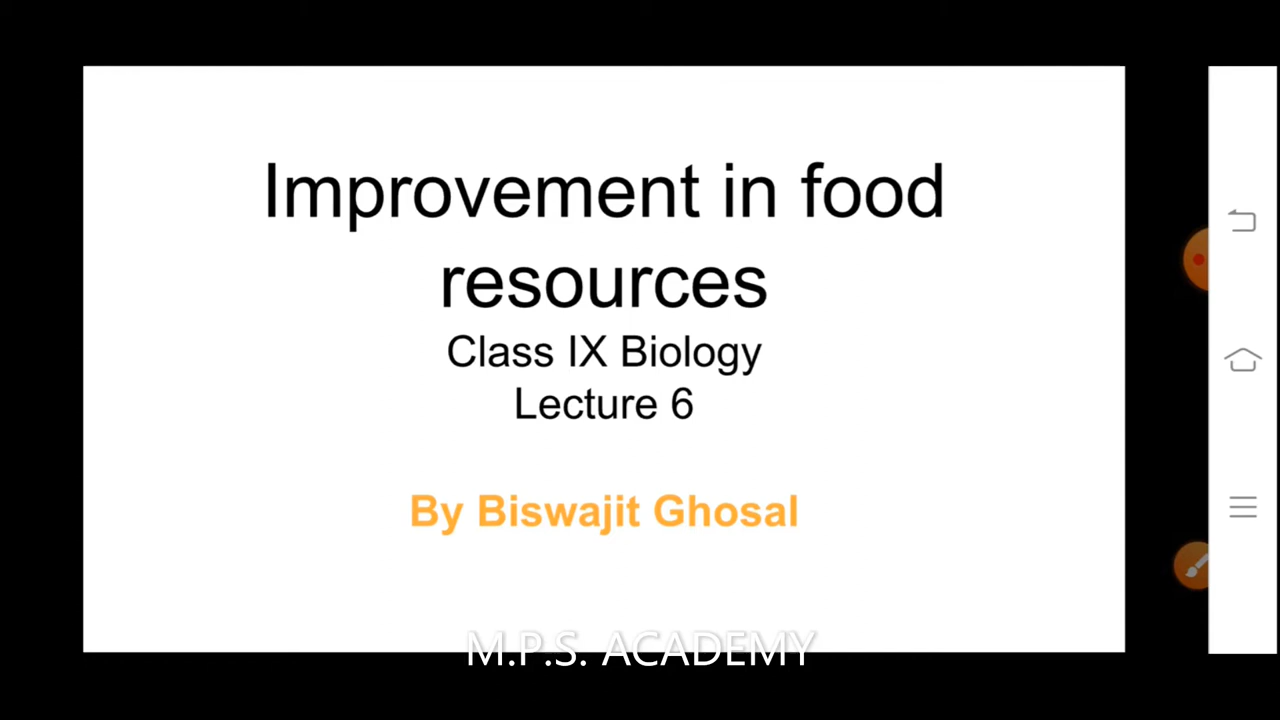 Improvement in food
resources
Class IX Biology
Lecture 6
By Biswajit Ghosal
M.P.S. ACADEMY